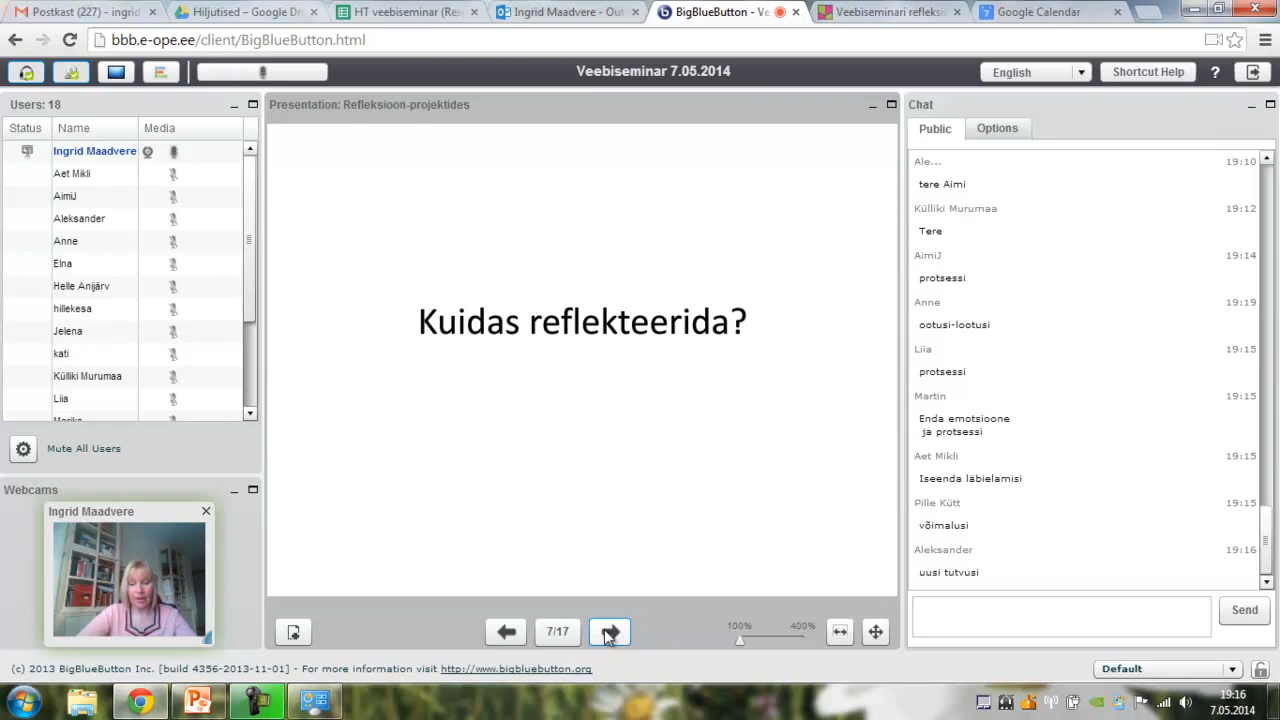 Postkast (227) - ingrid
Hiljutised – Google Dr
HT veebiseminar (Res
Ingrid Maadvere - Out
BigBlueButton - Ve
Veebiseminari refleksi
Google Calendar
bbb.e-ope.ee/client/BigBlueButton.html
Veebiseminar 7.05.2014
English
Shortcut Help
?
Users: 18
Status Name Media
Ingrid Maadvere
Aet Mikli
AimiJ
Aleksander
Anne
Elna
Helle Anijärv
hillekesa
Jelena
kati
Külliki Murumaa
Liia
Marika
Mute All Users
Webcams
Ingrid Maadvere
Presentation: Refleksioon-projektides
Kuidas reflekteerida?
7/17
100% 400%
Chat
Public Options
Ale... 19:10
tere Aimi
Külliki Murumaa 19:12
Tere
AimiJ 19:14
protsessi
Anne 19:19
ootusi-lootusi
Liia 19:15
protsessi
Martin 19:15
Enda emotsioone
ja protsessi
Aet Mikli 19:15
Iseenda läbielamisi
Pille Kütt 19:15
võimalusi
Aleksander 19:16
uusi tutvusi
Send
(c) 2013 BigBlueButton Inc. [build 4356-2013-11-01] - For more information visit http://www.bigbluebutton.org
Default
19:16
7.05.2014